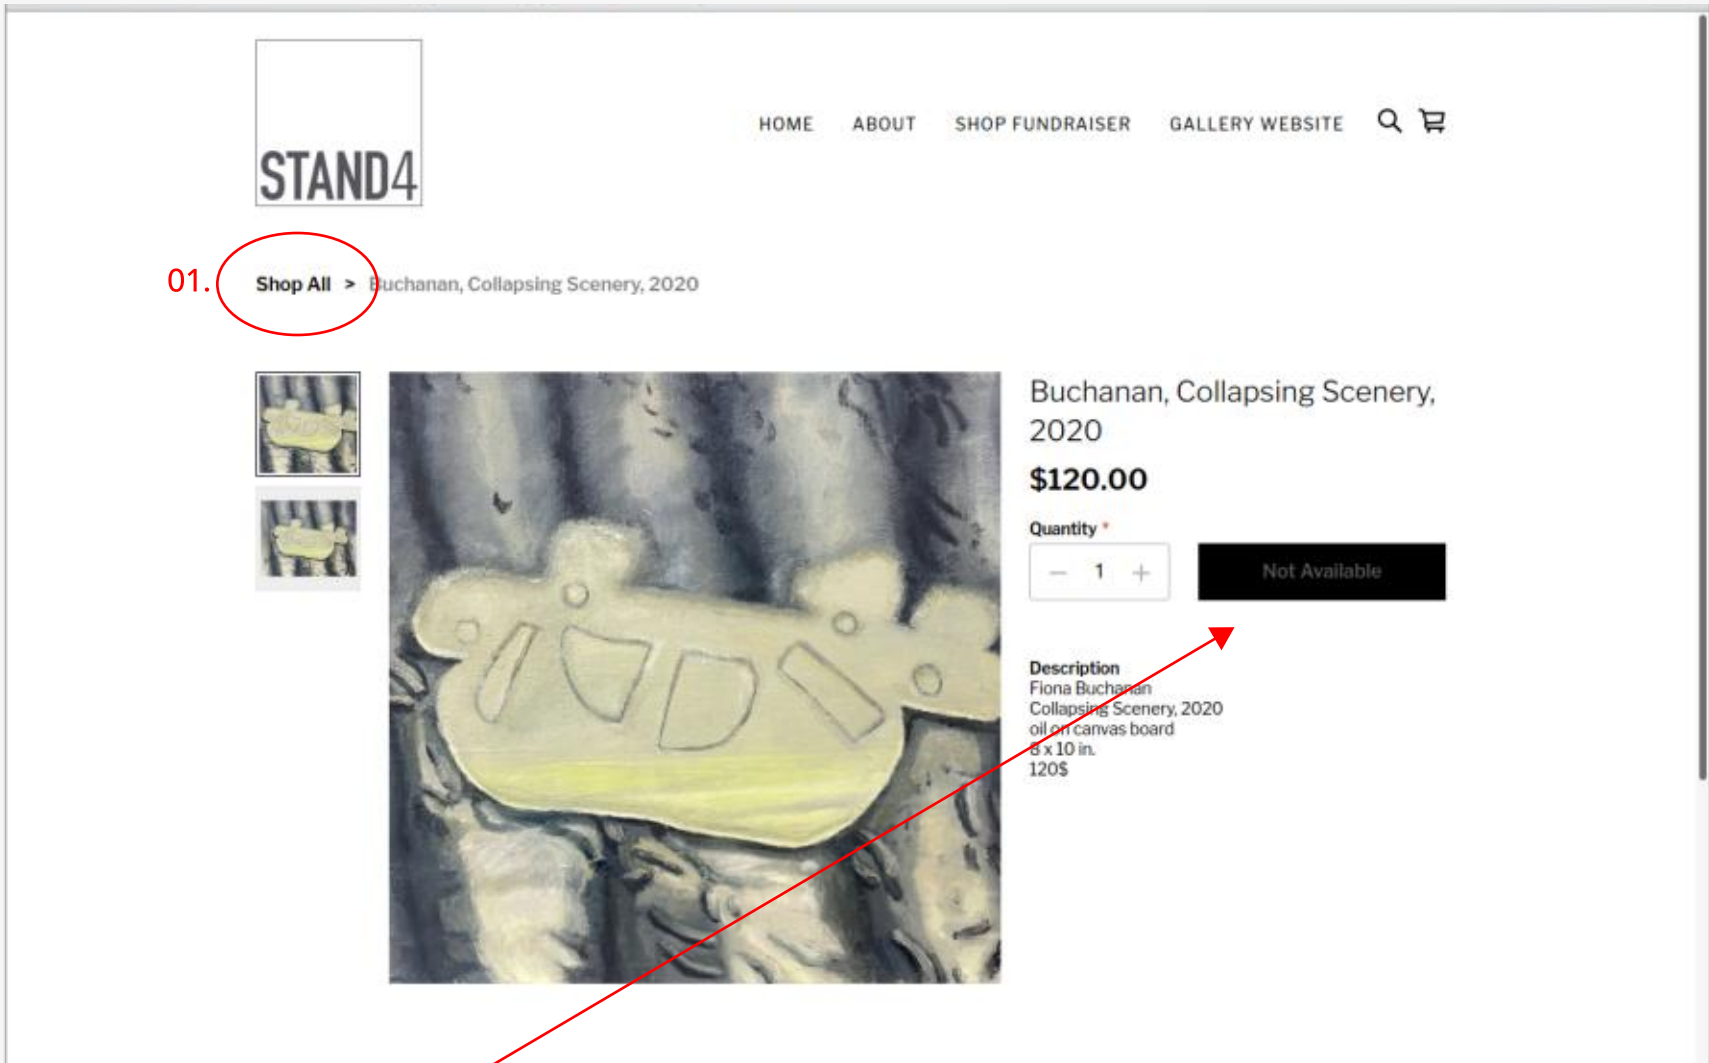 STAND4
HOME ABOUT SHOP FUNDRAISER GALLERY WEBSITE
01.
Shop All > Buchanan, Collapsing Scenery, 2020
Buchanan, Collapsing Scenery,
2020
$120.00
Quantity *
− 1 +
Not Available
Description
Fiona Buchanan
Collapsing Scenery, 2020
oil on canvas board
8 x 10 in.
120$